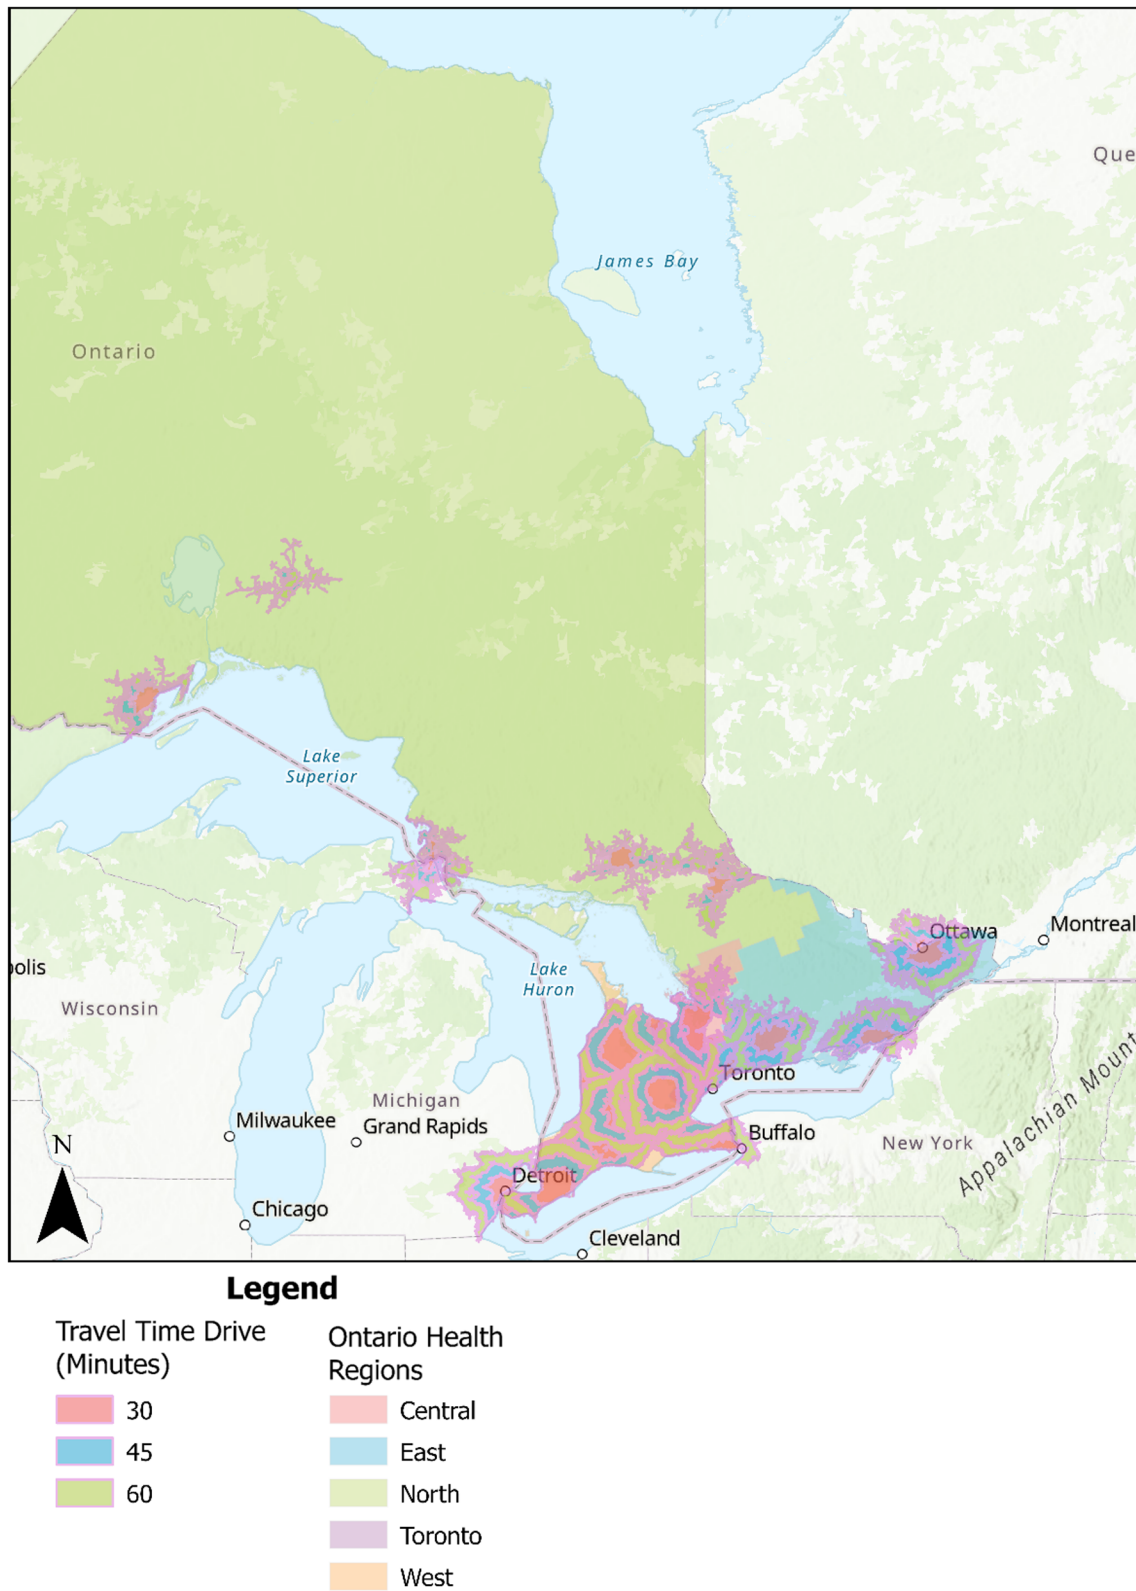 Que
James Bay
Ontario
Lake
Superior
Ottawa
Montreal
polis
Lake
Huron
Wisconsin
Toronto
Michigan
Milwaukee
Grand Rapids
Buffalo
New York
Appalachian Mount
N
Detroit
Chicago
Cleveland
Legend
Travel Time Drive
(Minutes)
30
45
60
Ontario Health
Regions
Central
East
North
Toronto
West